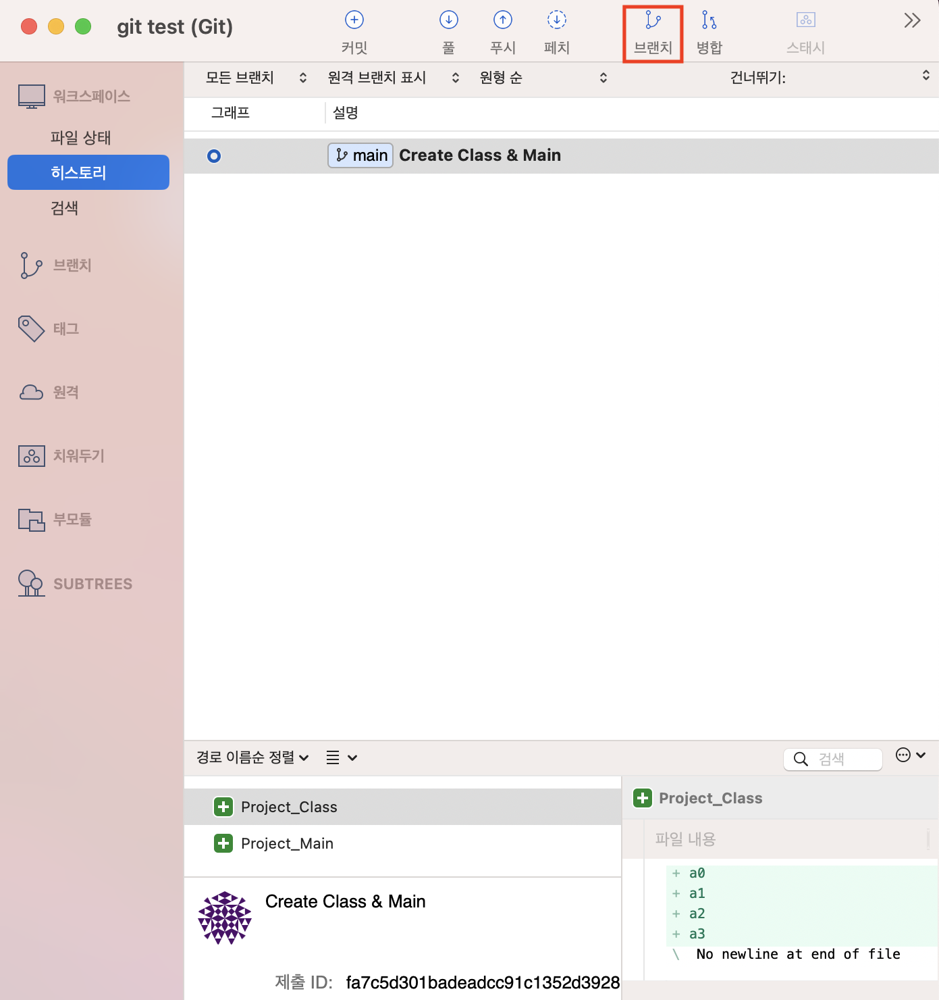 git test (Git)
커밋
풀
푸시
페치
브랜치
병합
스태시
모든 브랜치
원격 브랜치 표시
원형 순
건너뛰기:
워크스페이스
파일 상태
히스토리
검색
브랜치
태그
원격
치워두기
부모듈
SUBTREES
그래프
설명
main Create Class & Main
경로 이름순 정렬
검색
Project_Class
Project_Main
Create Class & Main
제출 ID: fa7c5d301badeadcc91c1352d3928
Project_Class
파일 내용
+ a0
+ a1
+ a2
+ a3
\ No newline at end of file